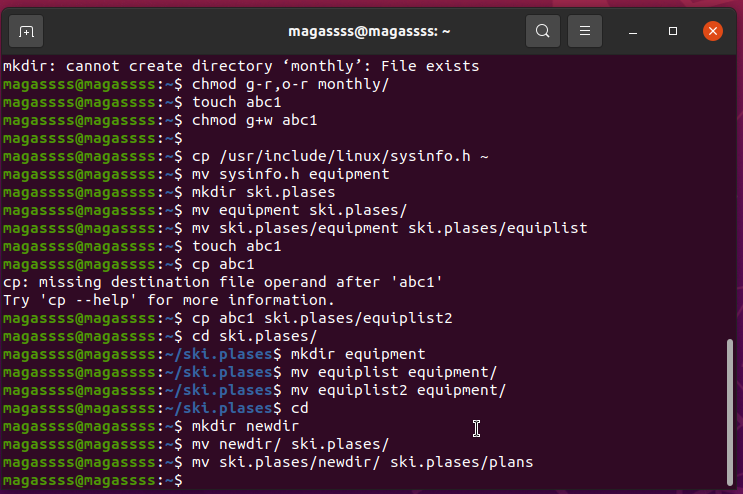 magassss@magassss: ~
mkdir: cannot create directory ‘monthly’: File exists
magassss@magassss:~$ chmod g-r,o-r monthly/
magassss@magassss:~$ touch abc1
magassss@magassss:~$ chmod g+w abc1
magassss@magassss:~$
magassss@magassss:~$ cp /usr/include/linux/sysinfo.h ~
magassss@magassss:~$ mv sysinfo.h equipment
magassss@magassss:~$ mkdir ski.plases
magassss@magassss:~$ mv equipment ski.plases/
magassss@magassss:~$ mv ski.plases/equipment ski.plases/equiplist
magassss@magassss:~$ touch abc1
magassss@magassss:~$ cp abc1
cp: missing destination file operand after 'abc1'
Try 'cp --help' for more information.
magassss@magassss:~$ cp abc1 ski.plases/equiplist2
magassss@magassss:~$ cd ski.plases/
magassss@magassss:~/ski.plases$ mkdir equipment
magassss@magassss:~/ski.plases$ mv equiplist equipment/
magassss@magassss:~/ski.plases$ mv equiplist2 equipment/
magassss@magassss:~/ski.plases$ cd
magassss@magassss:~$ mkdir newdir
magassss@magassss:~$ mv newdir/ ski.plases/
magassss@magassss:~$ mv ski.plases/newdir/ ski.plases/plans
magassss@magassss:~$